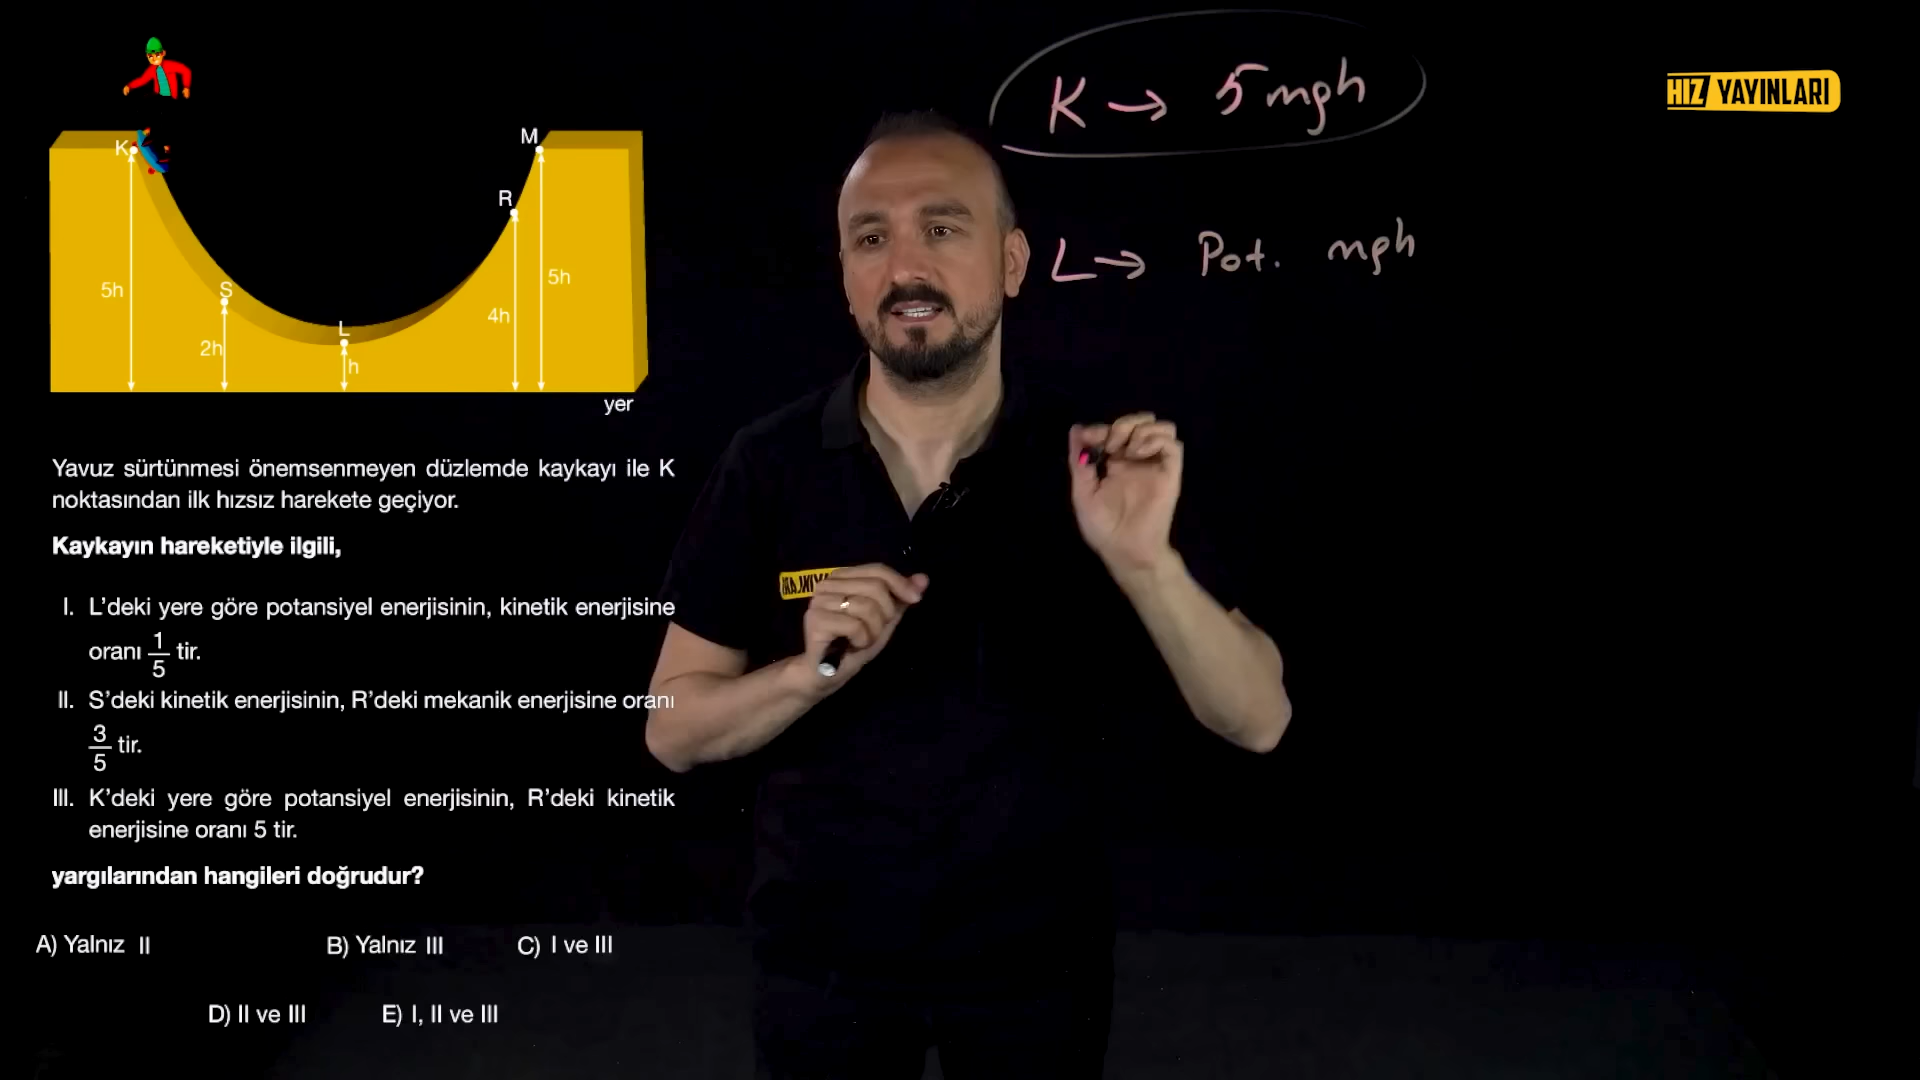 K → 5mgh
HIZ YAYINLARI
K
M
R
5h
5h
S
4h
L
2h
h
yer
L → Pot. mgh
Yavuz sürtünmesi önemsenmeyen düzlemde kaykayı ile K
noktasından ilk hızsız harekete geçiyor.
Kaykayın hareketiyle ilgili,
I. L'deki yere göre potansiyel enerjisinin, kinetik enerjisine
oranı 1/5 tir.
II. S'deki kinetik enerjisinin, R'deki mekanik enerjisine oranı
3/5 tir.
III. K'deki yere göre potansiyel enerjisinin, R'deki kinetik
enerjisine oranı 5 tir.
yargılarından hangileri doğrudur?
A) Yalnız II
B) Yalnız III
C) I ve III
D) II ve III
E) I, II ve III